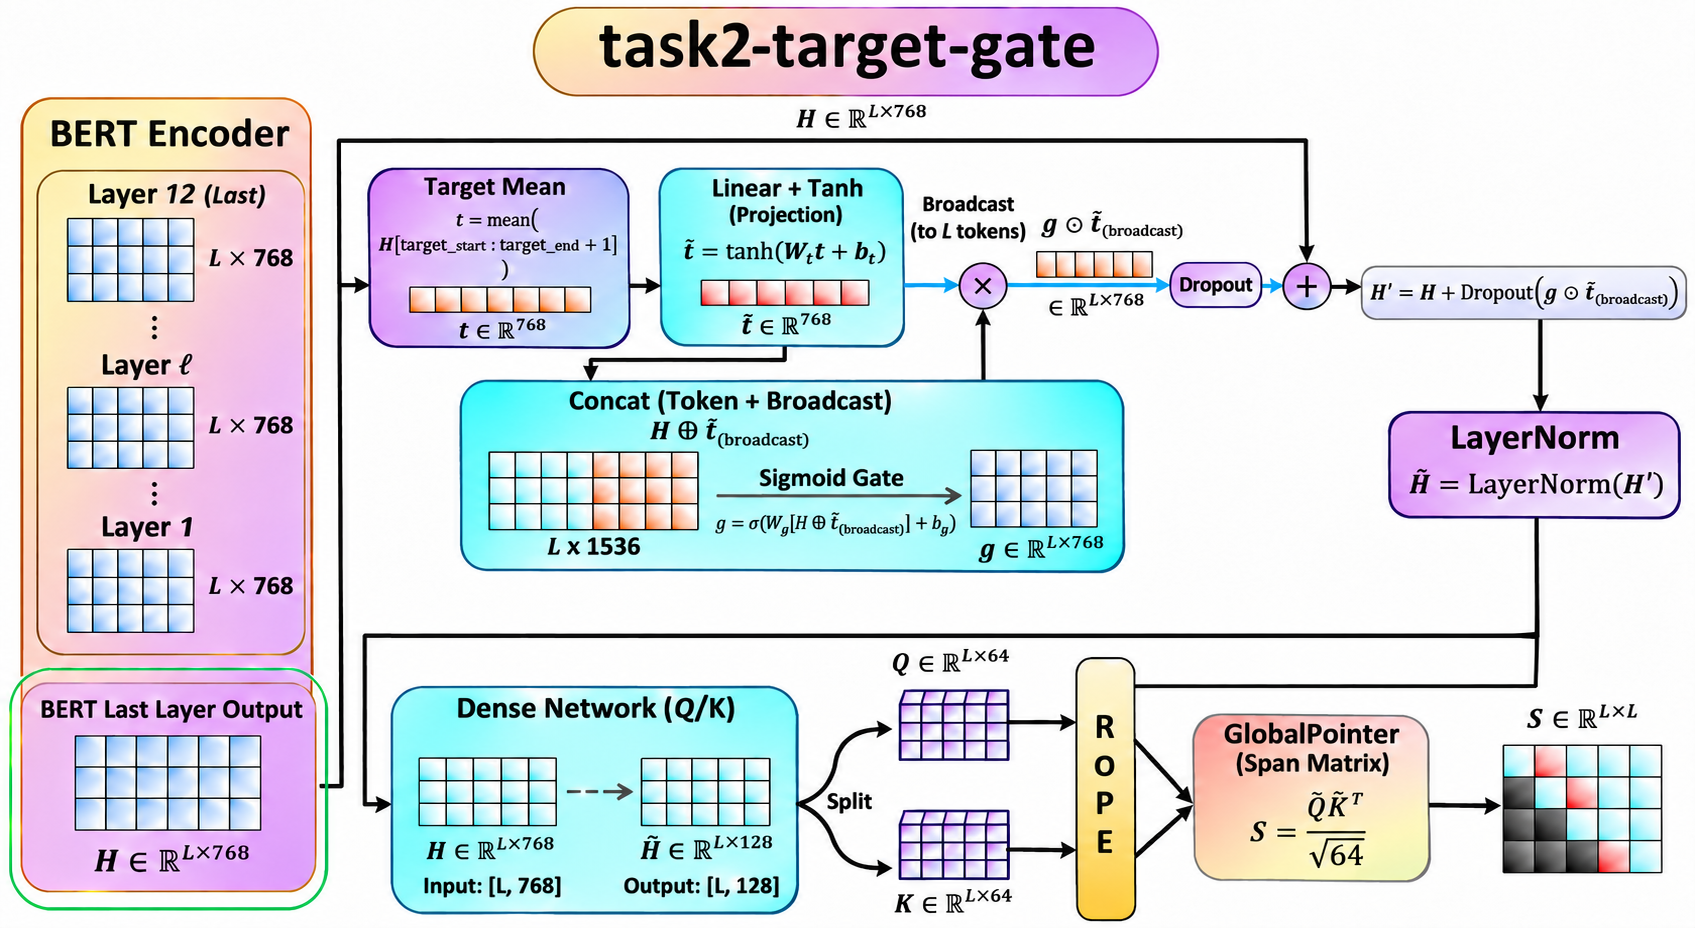 task2-target-gate
H ∈ ℝ^{L×768}
BERT Encoder
Layer 12 (Last)
L × 768
⋮
Layer ℓ
L × 768
⋮
Layer 1
L × 768
BERT Last Layer Output
H ∈ ℝ^{L×768}
Target Mean
t = mean(
H[target_start : target_end + 1]
)
t ∈ ℝ^{768}
Linear + Tanh
(Projection)
t̃ = tanh(W_t t + b_t)
t̃ ∈ ℝ^{768}
Broadcast
(to L tokens)
×
g ⊙ t̃_{(broadcast)}
∈ ℝ^{L×768}
Dropout
+
H′ = H + Dropout(g ⊙ t̃_{(broadcast)})
Concat (Token + Broadcast)
H ⊕ t̃_{(broadcast)}
L x 1536
Sigmoid Gate
g = σ(W_g[H ⊕ t̃_{(broadcast)}] + b_g)
g ∈ ℝ^{L×768}
LayerNorm
H̃ = LayerNorm(H′)
Dense Network (Q/K)
H ∈ ℝ^{L×768}
Input: [L, 768]
H̃ ∈ ℝ^{L×128}
Output: [L, 128]
Split
Q ∈ ℝ^{L×64}
K ∈ ℝ^{L×64}
R
O
P
E
GlobalPointer
(Span Matrix)
S = Q̃K̃^T / √64
S ∈ ℝ^{L×L}